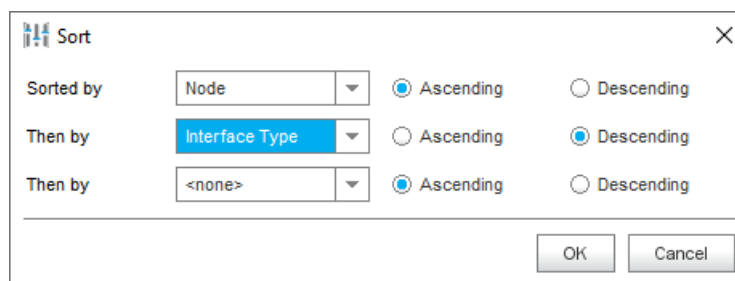 Sort
Sorted by Node Ascending Descending
Then by Interface Type Ascending Descending
Then by <none> Ascending Descending
OK Cancel